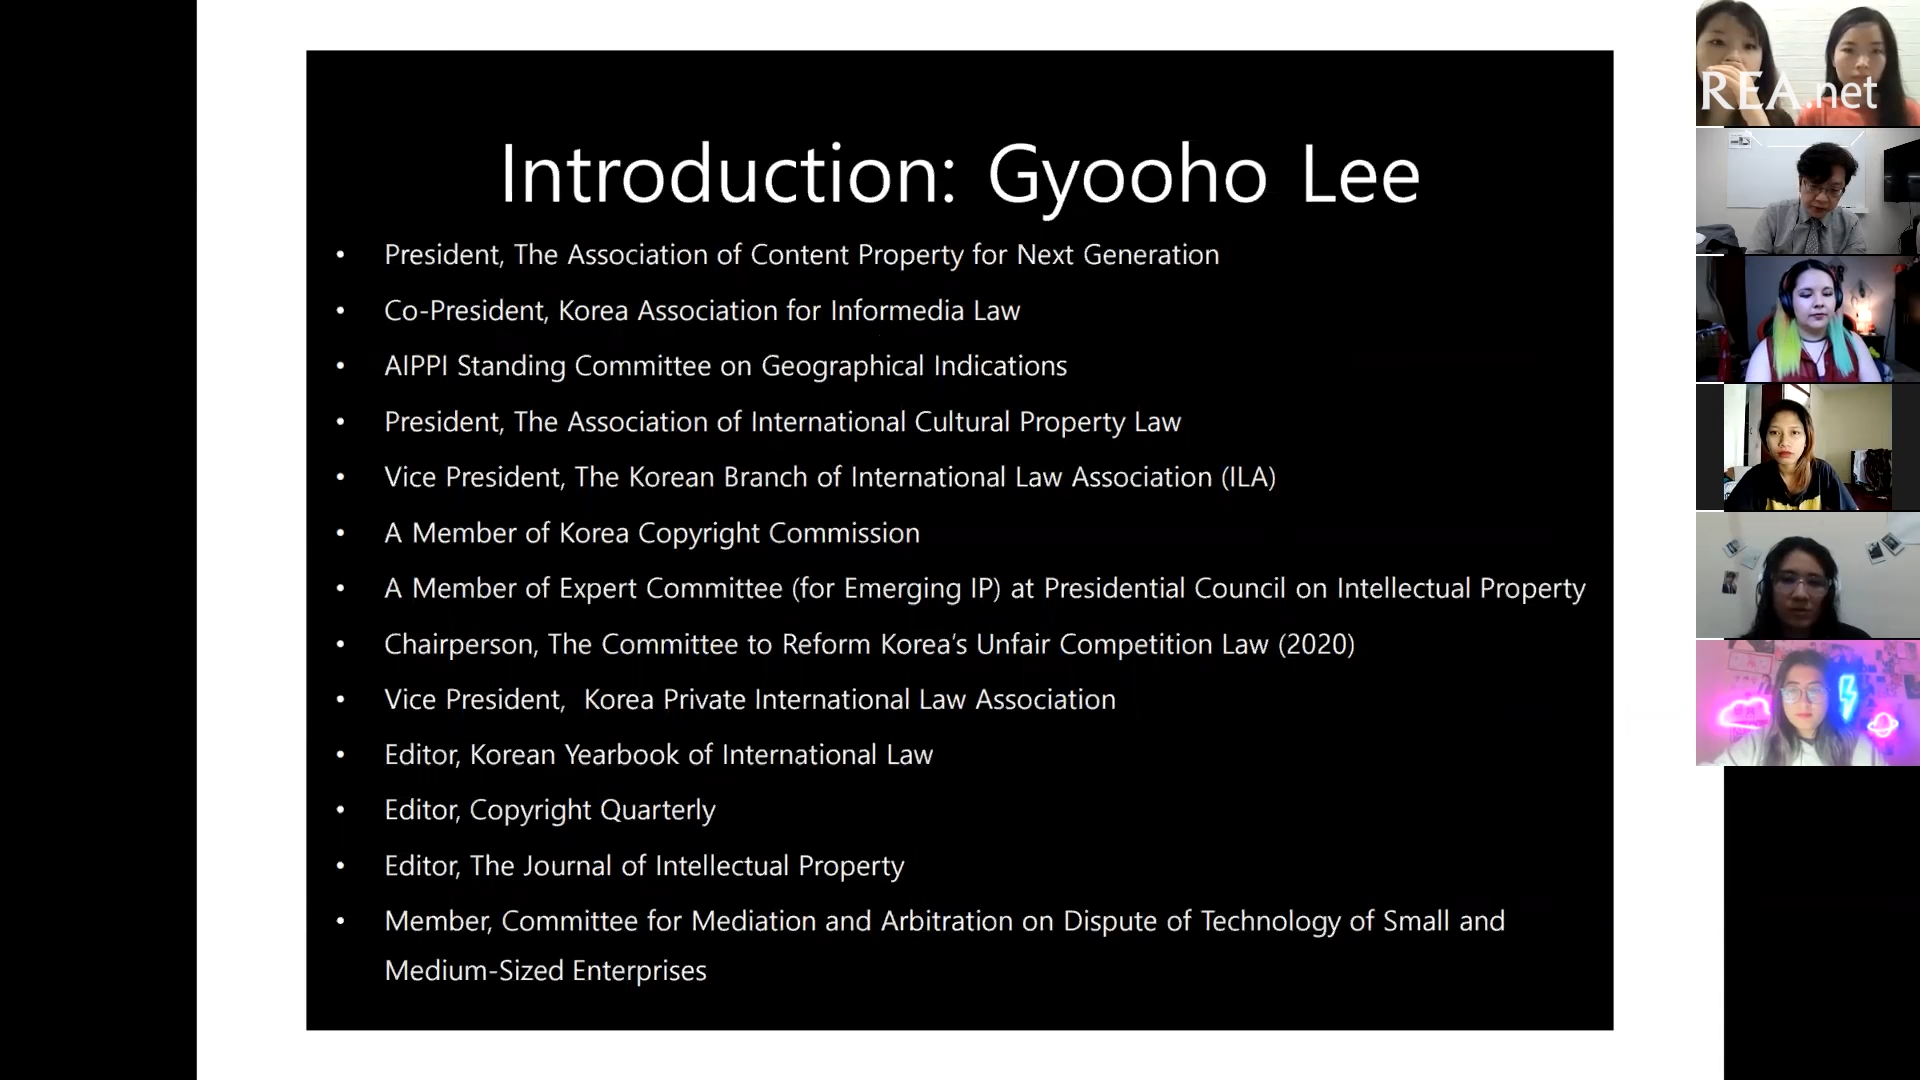 Introduction: Gyooho Lee
• President, The Association of Content Property for Next Generation
• Co-President, Korea Association for Informedia Law
• AIPPI Standing Committee on Geographical Indications
• President, The Association of International Cultural Property Law
• Vice President, The Korean Branch of International Law Association (ILA)
• A Member of Korea Copyright Commission
• A Member of Expert Committee (for Emerging IP) at Presidential Council on Intellectual Property
• Chairperson, The Committee to Reform Korea's Unfair Competition Law (2020)
• Vice President,  Korea Private International Law Association
• Editor, Korean Yearbook of International Law
• Editor, Copyright Quarterly
• Editor, The Journal of Intellectual Property
• Member, Committee for Mediation and Arbitration on Dispute of Technology of Small and
Medium-Sized Enterprises
REA.net